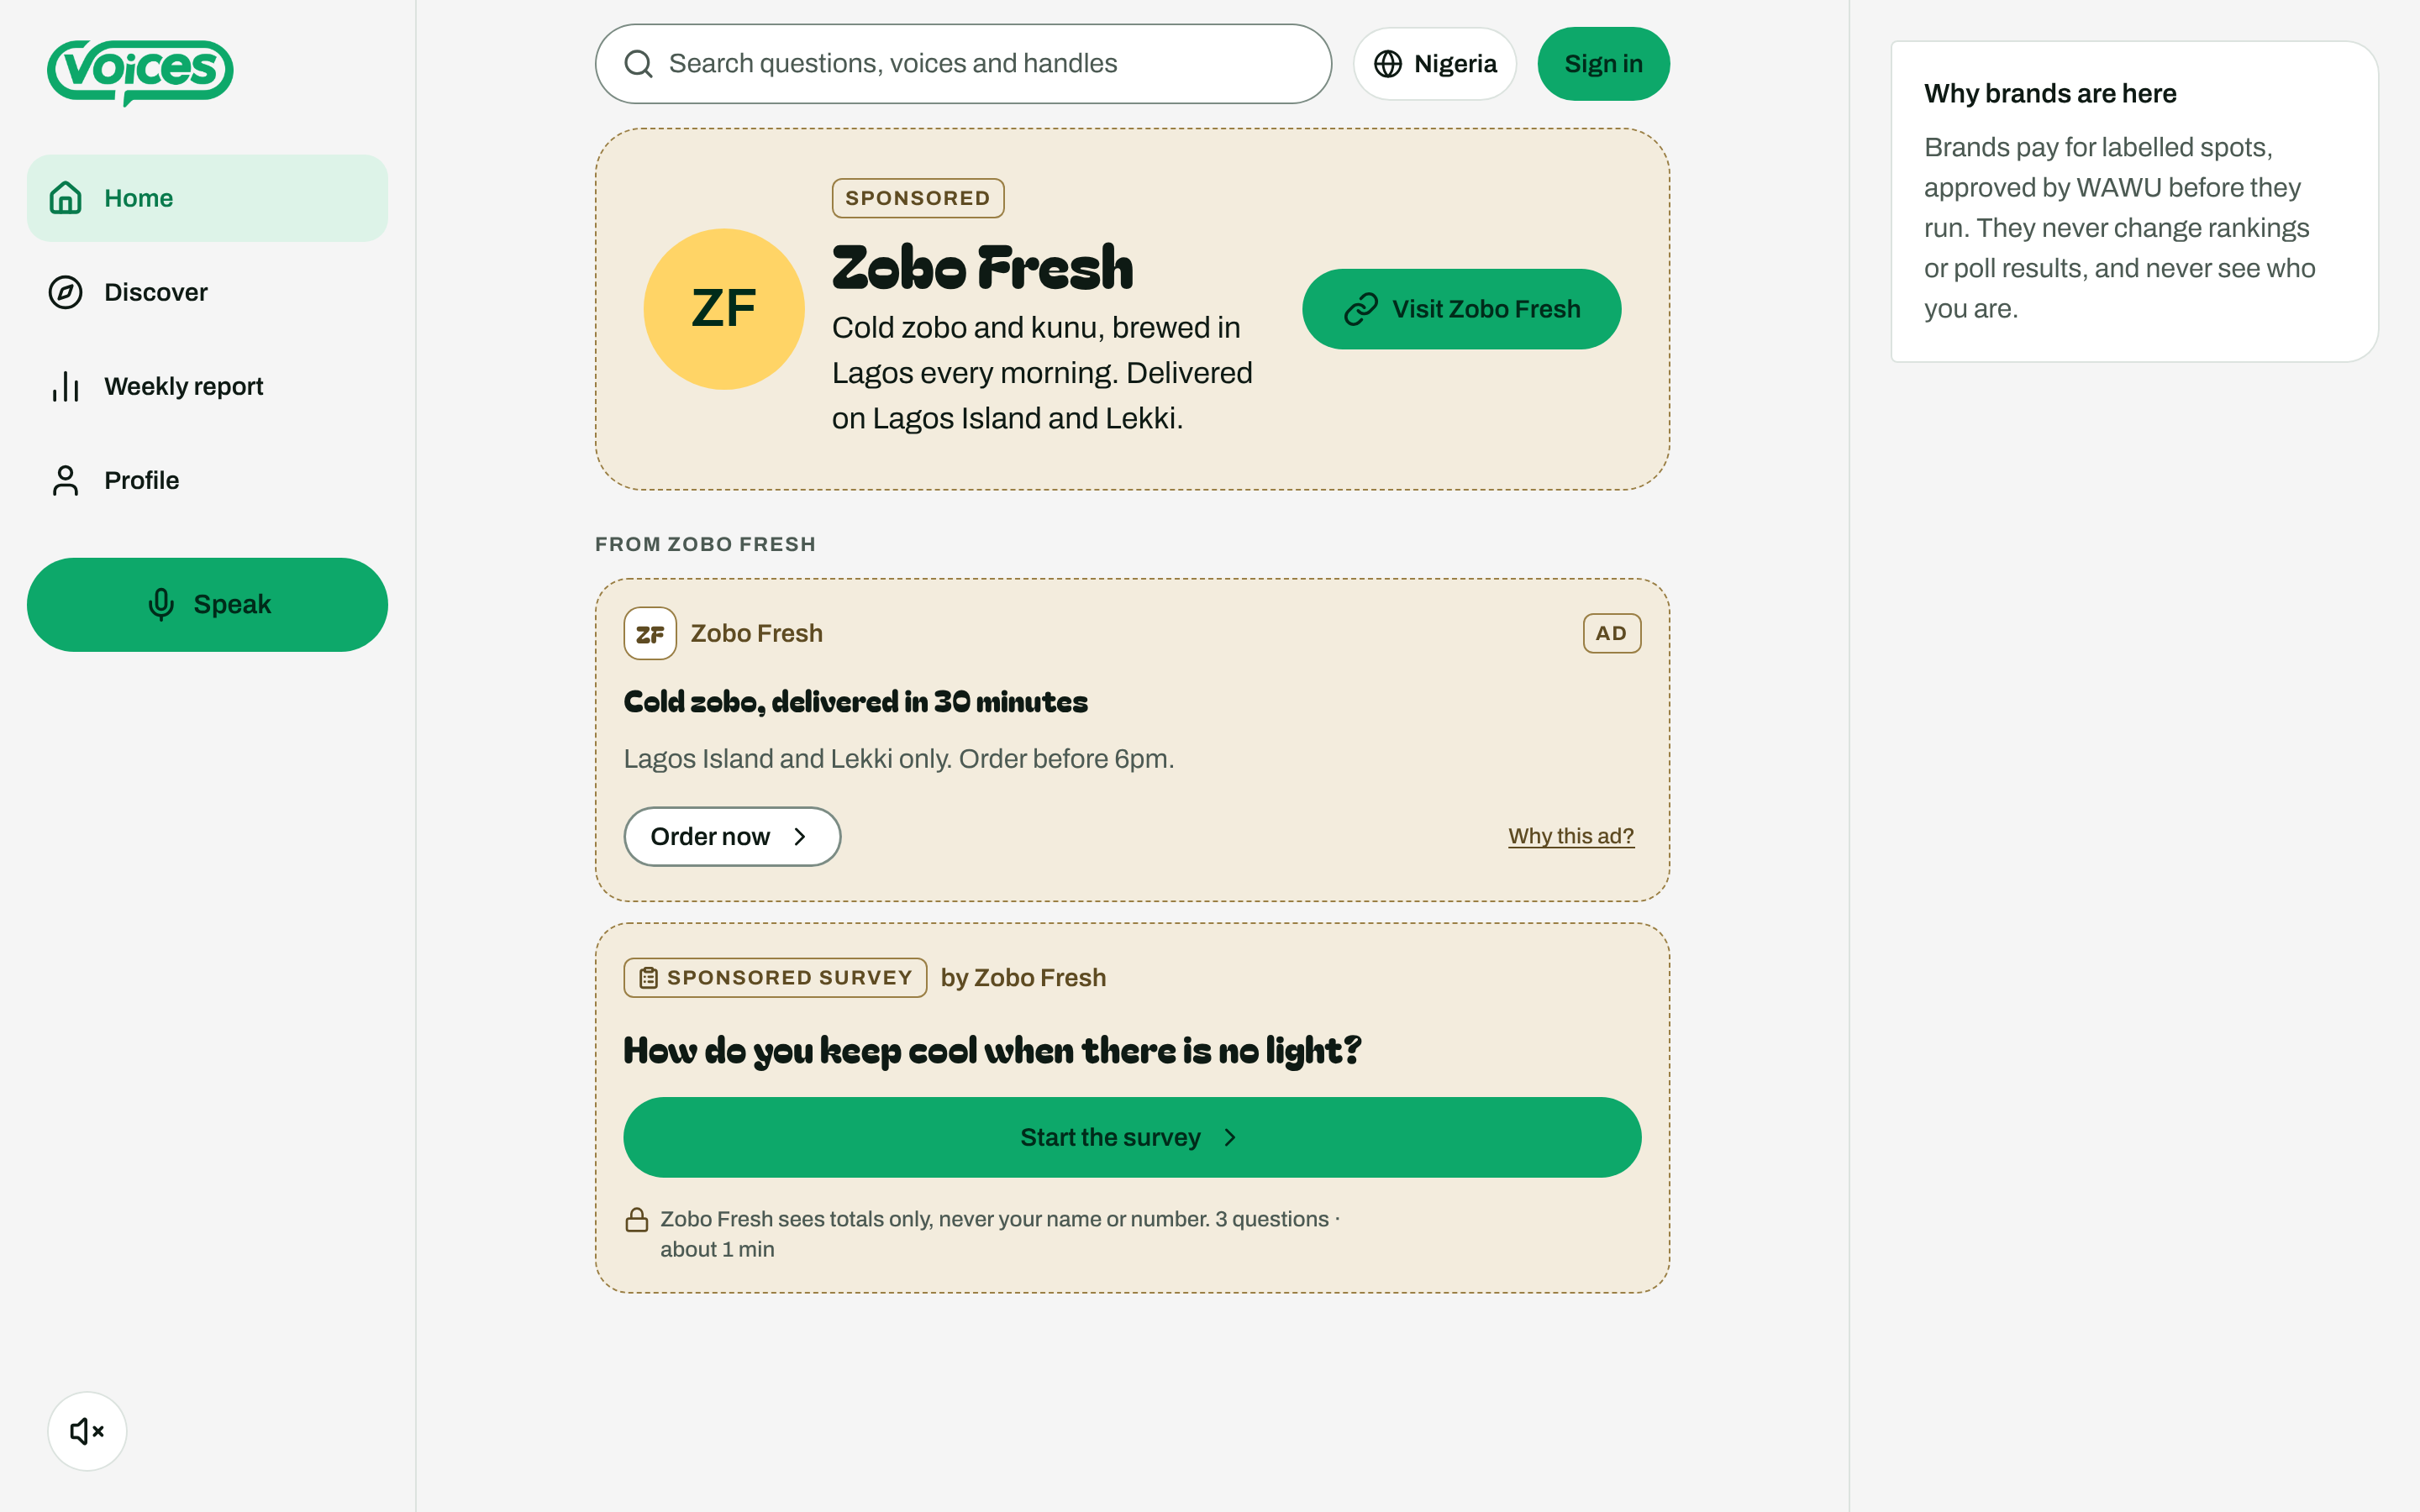 voices
Home
Discover
Weekly report
Profile
Speak
Search questions, voices and handles
Nigeria
Sign in
SPONSORED
ZF
Zobo Fresh
Cold zobo and kunu, brewed in
Lagos every morning. Delivered
on Lagos Island and Lekki.
Visit Zobo Fresh
FROM ZOBO FRESH
ZF
Zobo Fresh
AD
Cold zobo, delivered in 30 minutes
Lagos Island and Lekki only. Order before 6pm.
Order now
Why this ad?
SPONSORED SURVEY
by Zobo Fresh
How do you keep cool when there is no light?
Start the survey
Zobo Fresh sees totals only, never your name or number. 3 questions ·
about 1 min
Why brands are here
Brands pay for labelled spots,
approved by WAWU before they
run. They never change rankings
or poll results, and never see who
you are.